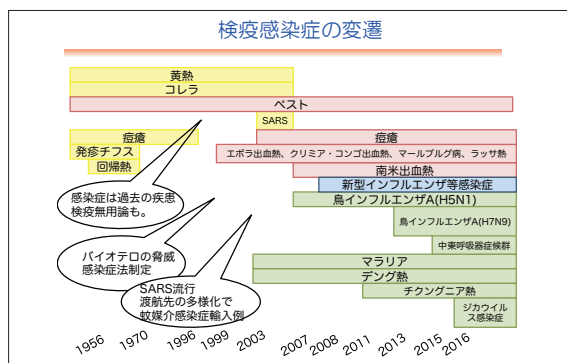 検疫感染症の変遷
黄熱
コレラ
ペスト
SARS
痘瘡
痘瘡
発疹チフス
エボラ出血熱、クリミア・コンゴ出血熱、マールブルグ病、ラッサ熱
回帰熱
南米出血熱
新型インフルエンザ等感染症
鳥インフルエンザA(H5N1)
感染症は過去の疾患
検疫無用論も。
鳥インフルエンザA(H7N9)
中東呼吸器症候群
バイオテロの脅威
感染症法制定
マラリア
デング熱
SARS流行
渡航先の多様化で
蚊媒介感染症輸入例
チクングニア熱
ジカウイル
ス感染症
1956 1970 1996 1999 2003 2007 2008 2011 2013 2015 2016